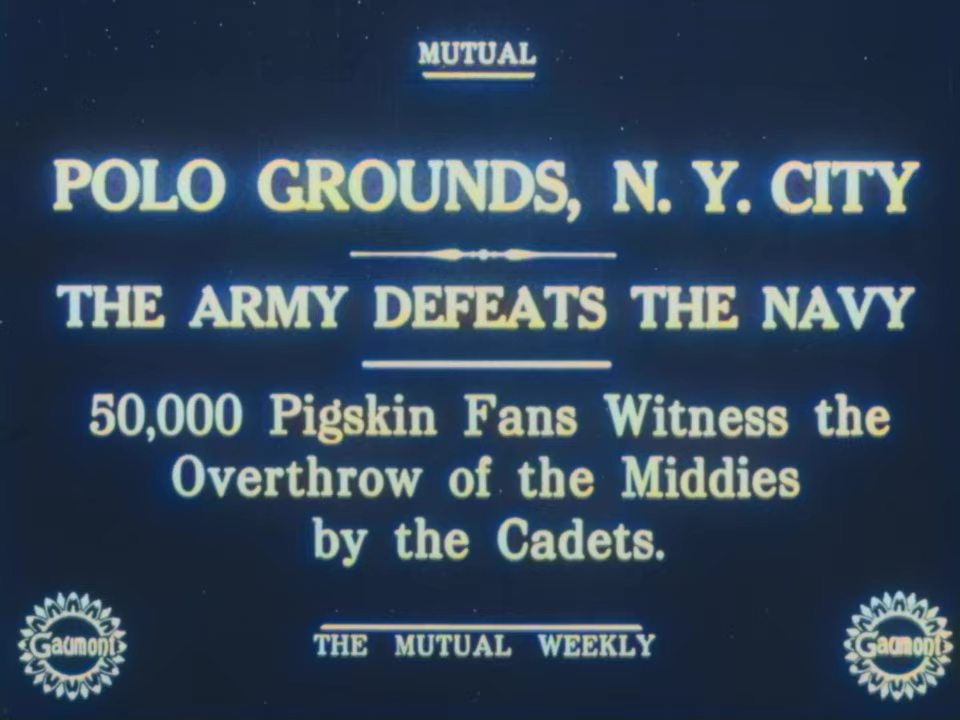 MUTUAL
POLO GROUNDS, N. Y. CITY
THE ARMY DEFEATS THE NAVY
50,000 Pigskin Fans Witness the
Overthrow of the Middies
by the Cadets.
Gaumont
THE MUTUAL WEEKLY
Gaumont